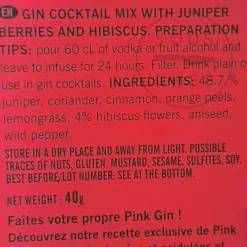 EN GIN COCKTAIL MIX WITH JUNIPER
BERRIES AND HIBISCUS. PREPARATION
TIPS: pour 60 cL of vodka or fruit alcohol and
leave to infuse for 24 hours. Filter. Drink plain or
use in gin cocktails. INGREDIENTS: 48.7 %
juniper, coriander, cinnamon, orange peels,
lemongrass, 4% hibiscus flowers, aniseed,
wild pepper.
STORE IN A DRY PLACE AND AWAY FROM LIGHT. POSSIBLE
TRACES OF NUTS, GLUTEN, MUSTARD, SESAME, SULFITES, SOY.
BEST BEFORE/LOT NUMBER: SEE AT THE BOTTOM.
NET WEIGHT : 40g
Faîtes votre propre Pink Gin !
Découvrez notre recette exclusive de Pink